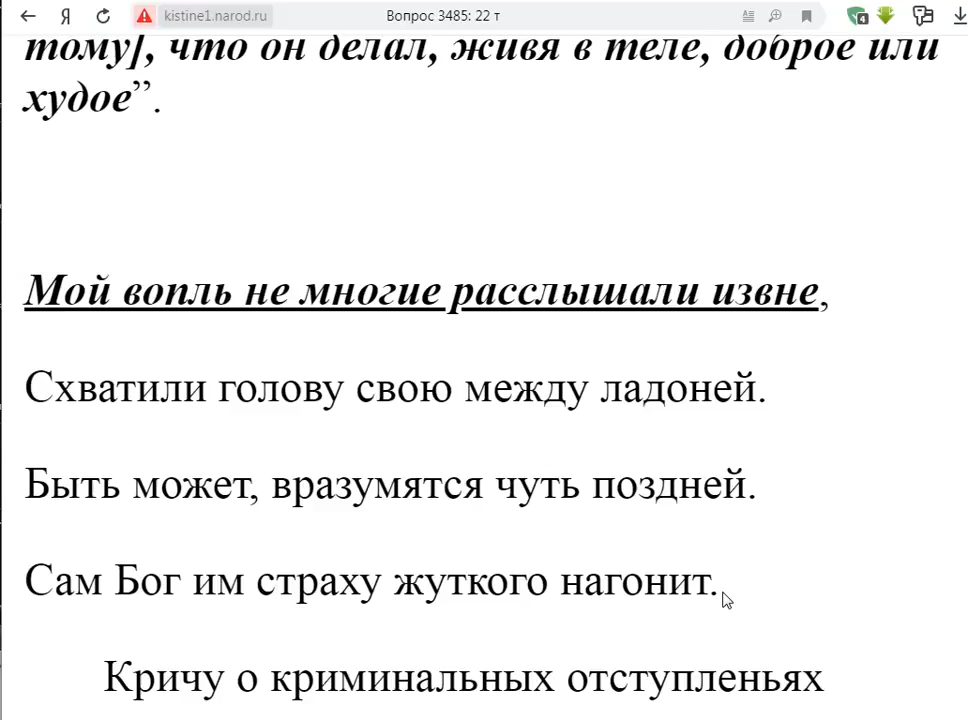 kistine1.narod.ru
Вопрос 3485: 22 т
4
тому], что он делал, живя в теле, доброе или
худое”.
Мой вопль не многие расслышали извне,
Схватили голову свою между ладоней.
Быть может, вразумятся чуть поздней.
Сам Бог им страху жуткого нагонит.
Кричу о криминальных отступленьях